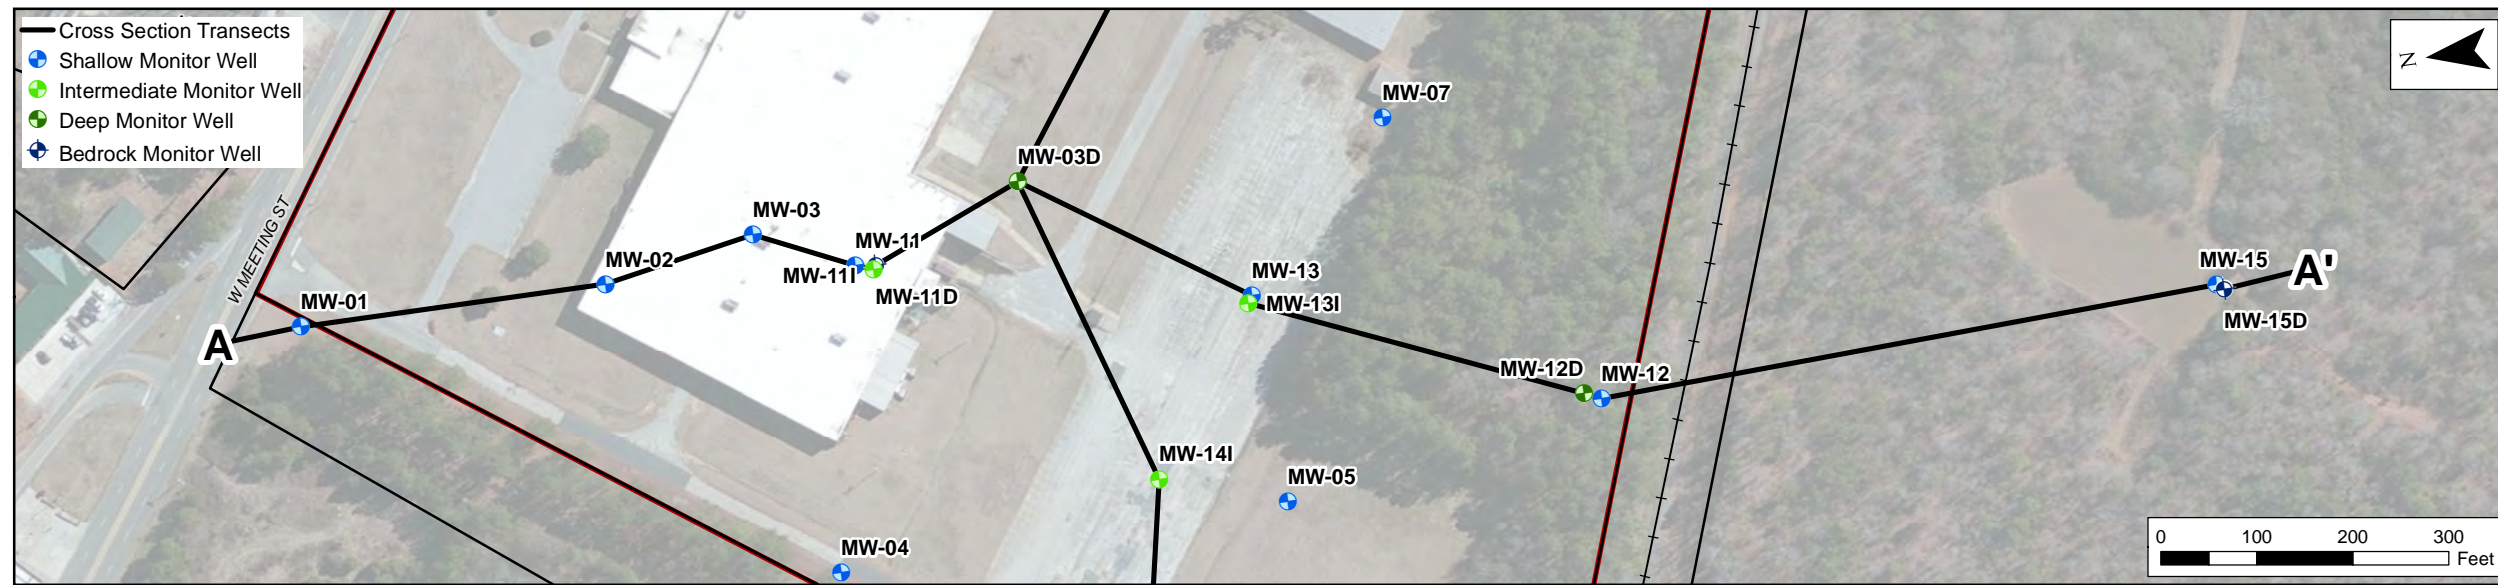 Cross Section Transects
Shallow Monitor Well
Intermediate Monitor Well
Deep Monitor Well
Bedrock Monitor Well
N
W MEETING ST
A
MW-01
MW-02
MW-03
MW-11
MW-11I
MW-11D
MW-03D
MW-07
MW-13
MW-13I
MW-12D
MW-12
MW-15
A'
MW-15D
MW-14I
MW-05
MW-04
0 100 200 300
Feet